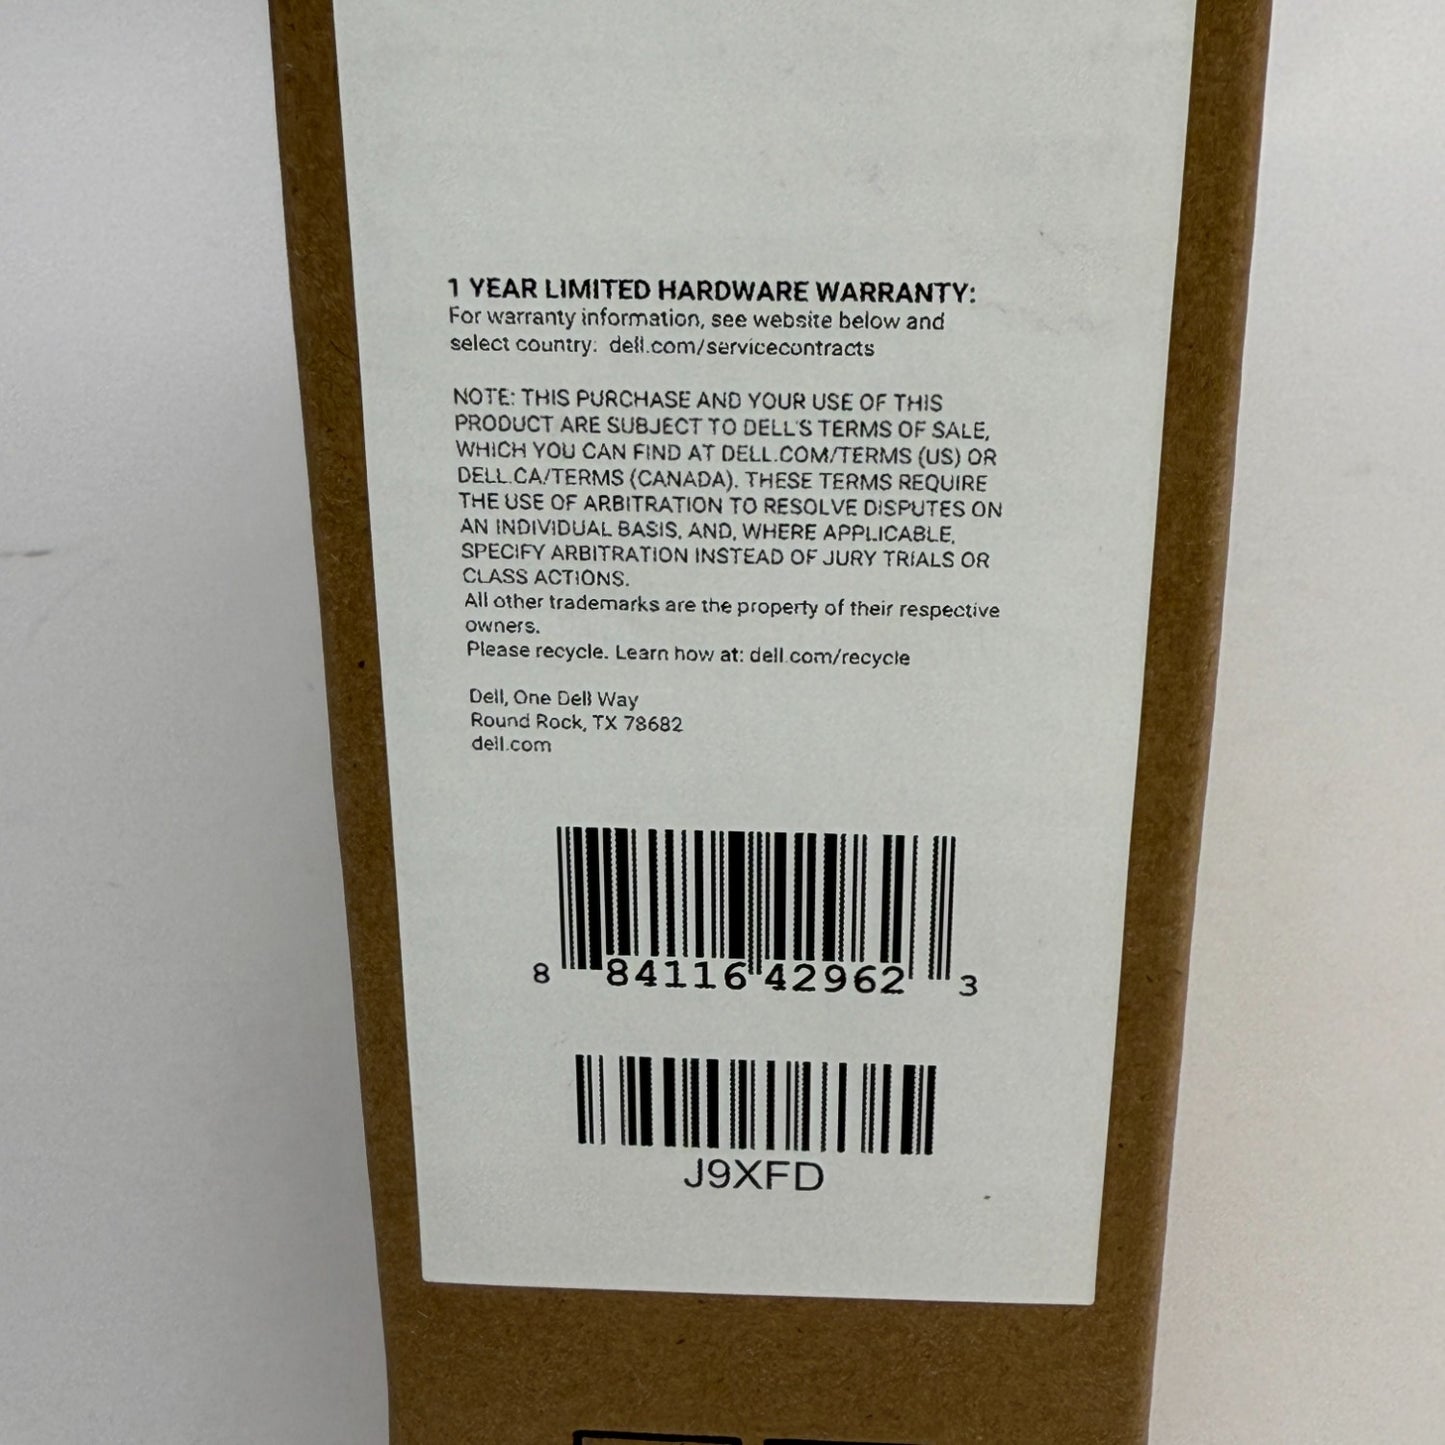 1 YEAR LIMITED HARDWARE WARRANTY:
For warranty information, see website below and
select country: dell.com/servicecontracts
NOTE: THIS PURCHASE AND YOUR USE OF THIS
PRODUCT ARE SUBJECT TO DELL'S TERMS OF SALE,
WHICH YOU CAN FIND AT DELL.COM/TERMS (US) OR
DELL.CA/TERMS (CANADA). THESE TERMS REQUIRE
THE USE OF ARBITRATION TO RESOLVE DISPUTES ON
AN INDIVIDUAL BASIS, AND, WHERE APPLICABLE,
SPECIFY ARBITRATION INSTEAD OF JURY TRIALS OR
CLASS ACTIONS.
All other trademarks are the property of their respective
owners.
Please recycle. Learn how at: dell.com/recycle
Dell, One Dell Way
Round Rock, TX 78682
dell.com
8 84116 42962 3
J9XFD